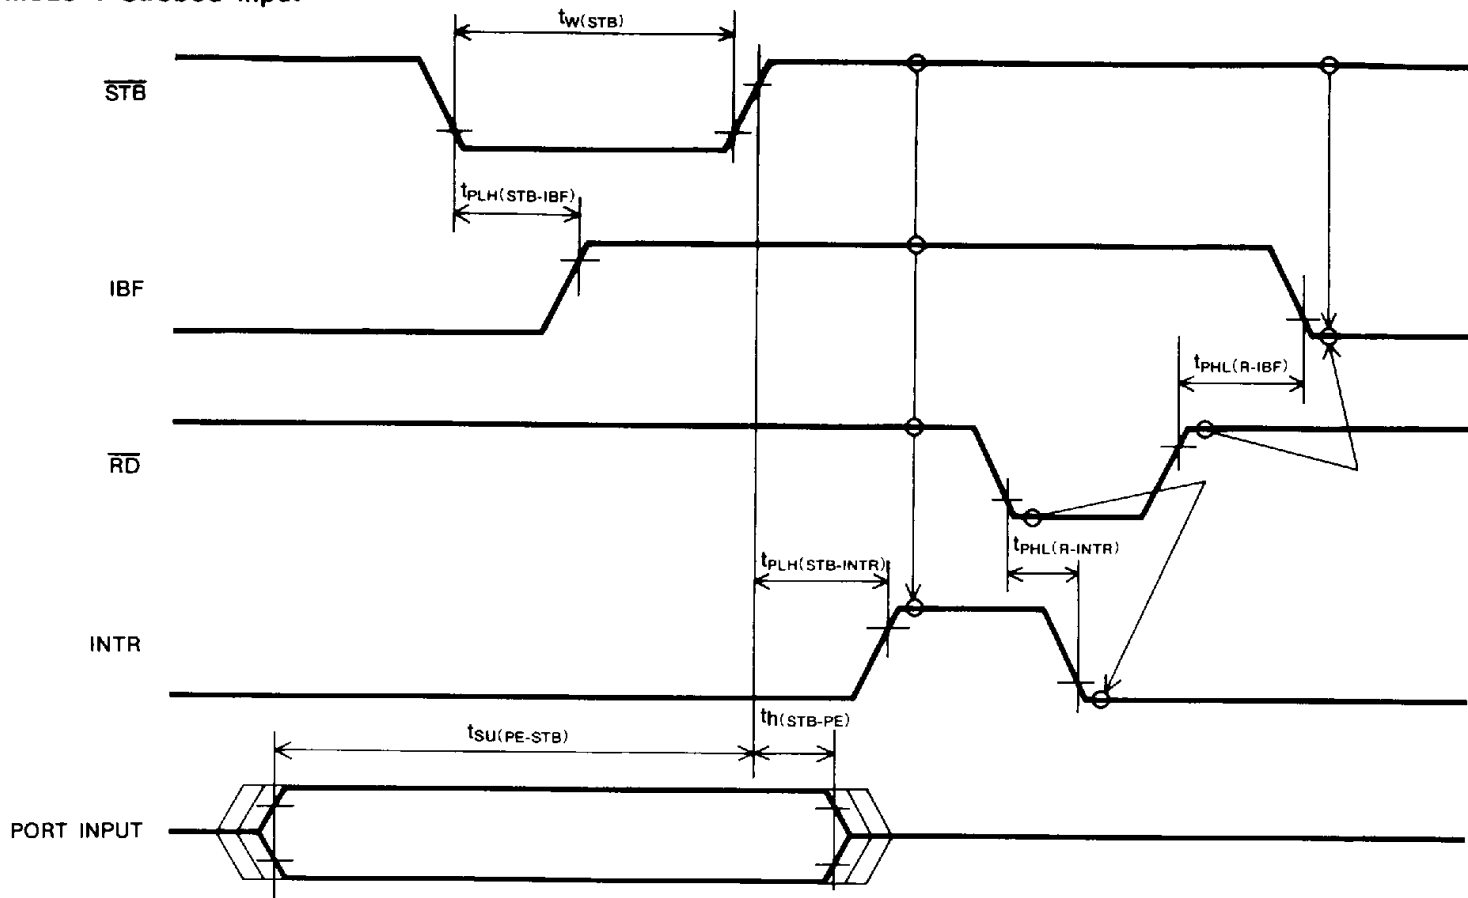 tW(STB)
STB
tPLH(STB-IBF)
IBF
tPHL(R-IBF)
RD
tPHL(R-INTR)
tPLH(STB-INTR)
INTR
th(STB-PE)
tSU(PE-STB)
PORT INPUT